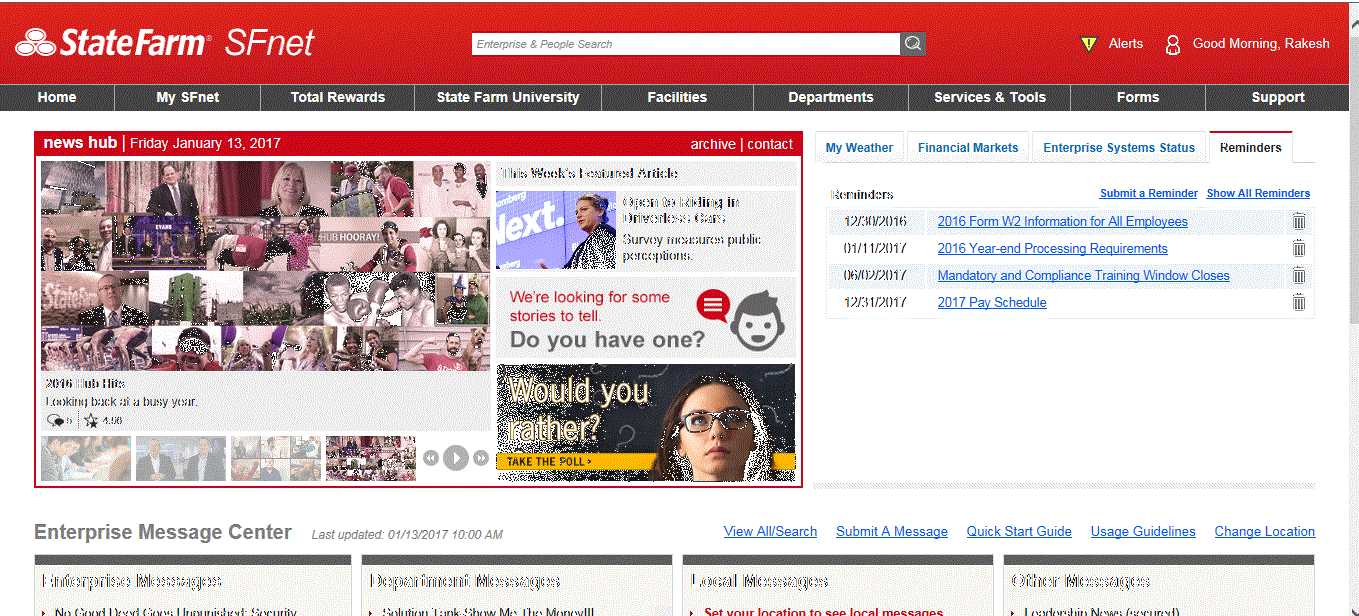 StateFarm® SFnet
Enterprise & People Search
Alerts
Good Morning, Rakesh
Home
My SFnet
Total Rewards
State Farm University
Facilities
Departments
Services & Tools
Forms
Support
news hub | Friday January 13, 2017
archive | contact
EVANS
HUB HOORAY!
StateFarm
2016 Hub Hits
Looking back at a busy year.
5
4.56
This Week's Featured Article
Next.
Open to Riding in
Driverless Cars
Survey measures public
perceptions.
We're looking for some
stories to tell.
Do you have one?
Would you
rather?
TAKE THE POLL >
My Weather
Financial Markets
Enterprise Systems Status
Reminders
Reminders
Submit a Reminder
Show All Reminders
12/30/2016 2016 Form W2 Information for All Employees
01/11/2017 2016 Year-end Processing Requirements
06/02/2017 Mandatory and Compliance Training Window Closes
12/31/2017 2017 Pay Schedule
Enterprise Message Center
Last updated: 01/13/2017 10:00 AM
View All/Search
Submit A Message
Quick Start Guide
Usage Guidelines
Change Location
Enterprise Messages
No Good Deed Goes Unpunished: Security
Department Messages
Solution Tank-Show Me The Money!!!
Local Messages
Set your location to see local messages
Other Messages
Leadership News (secured)